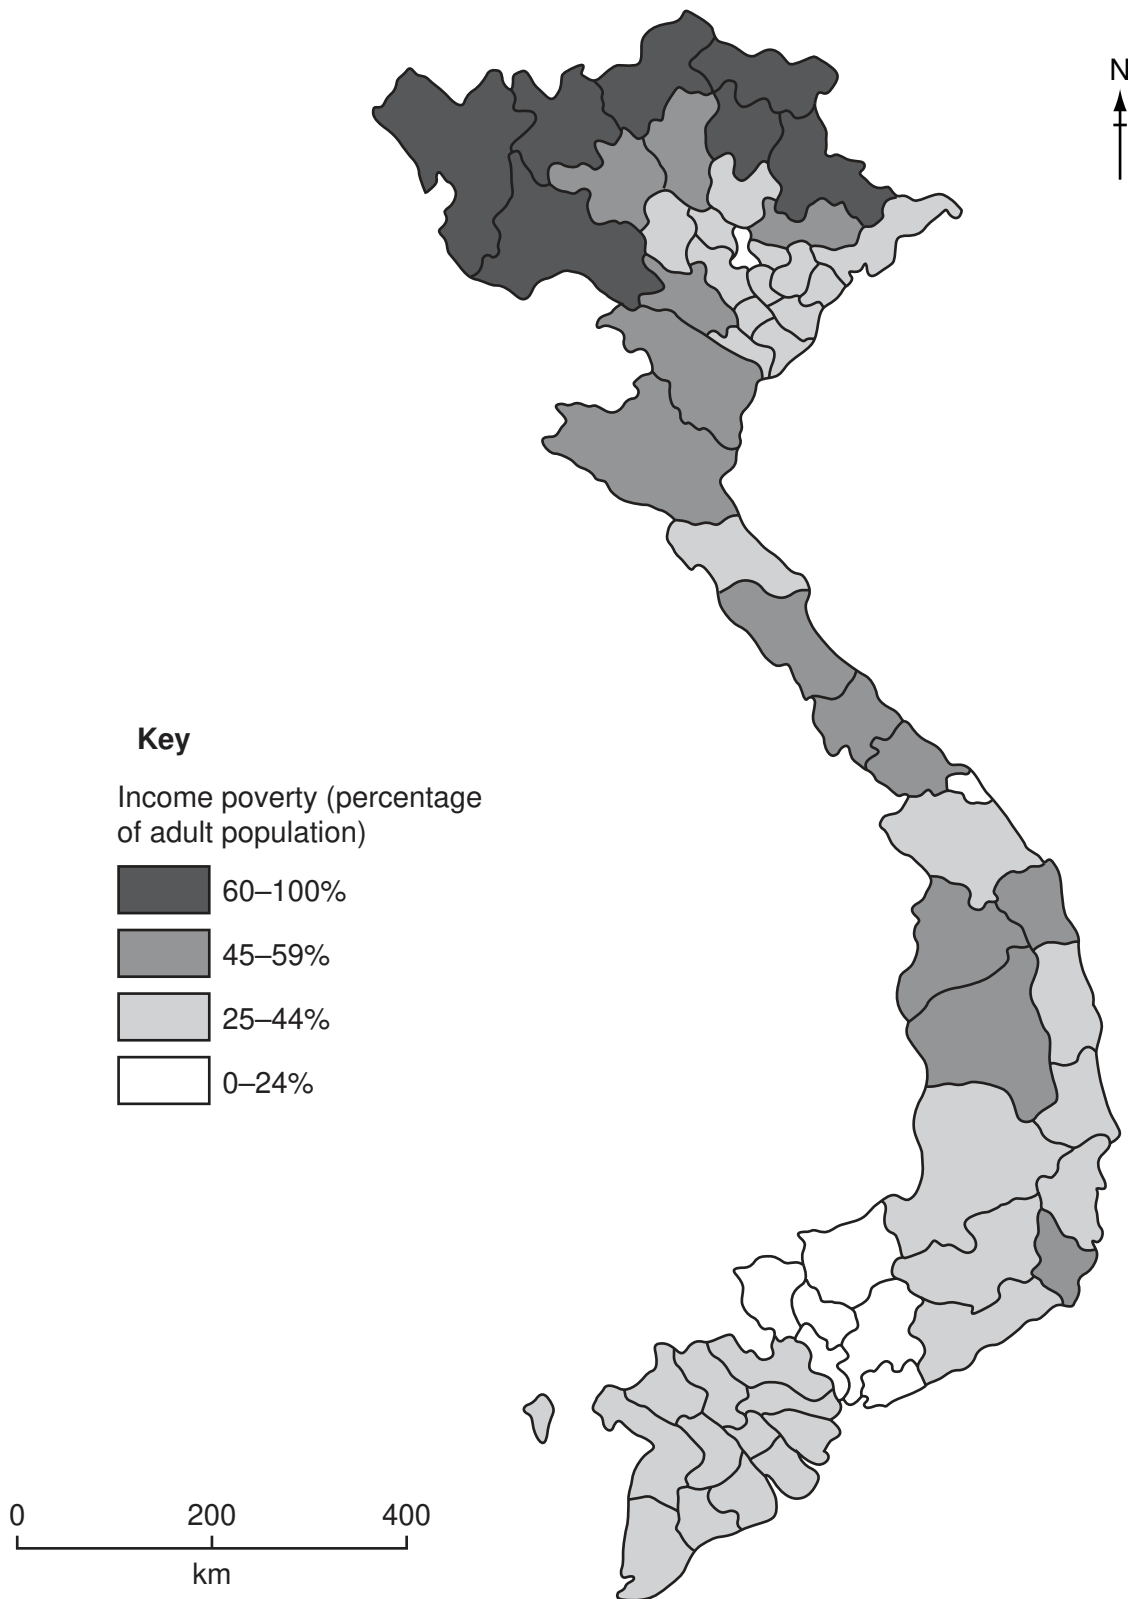 N
Key
Income poverty (percentage
of adult population)
60–100%
45–59%
25–44%
0–24%
0 200 400
km